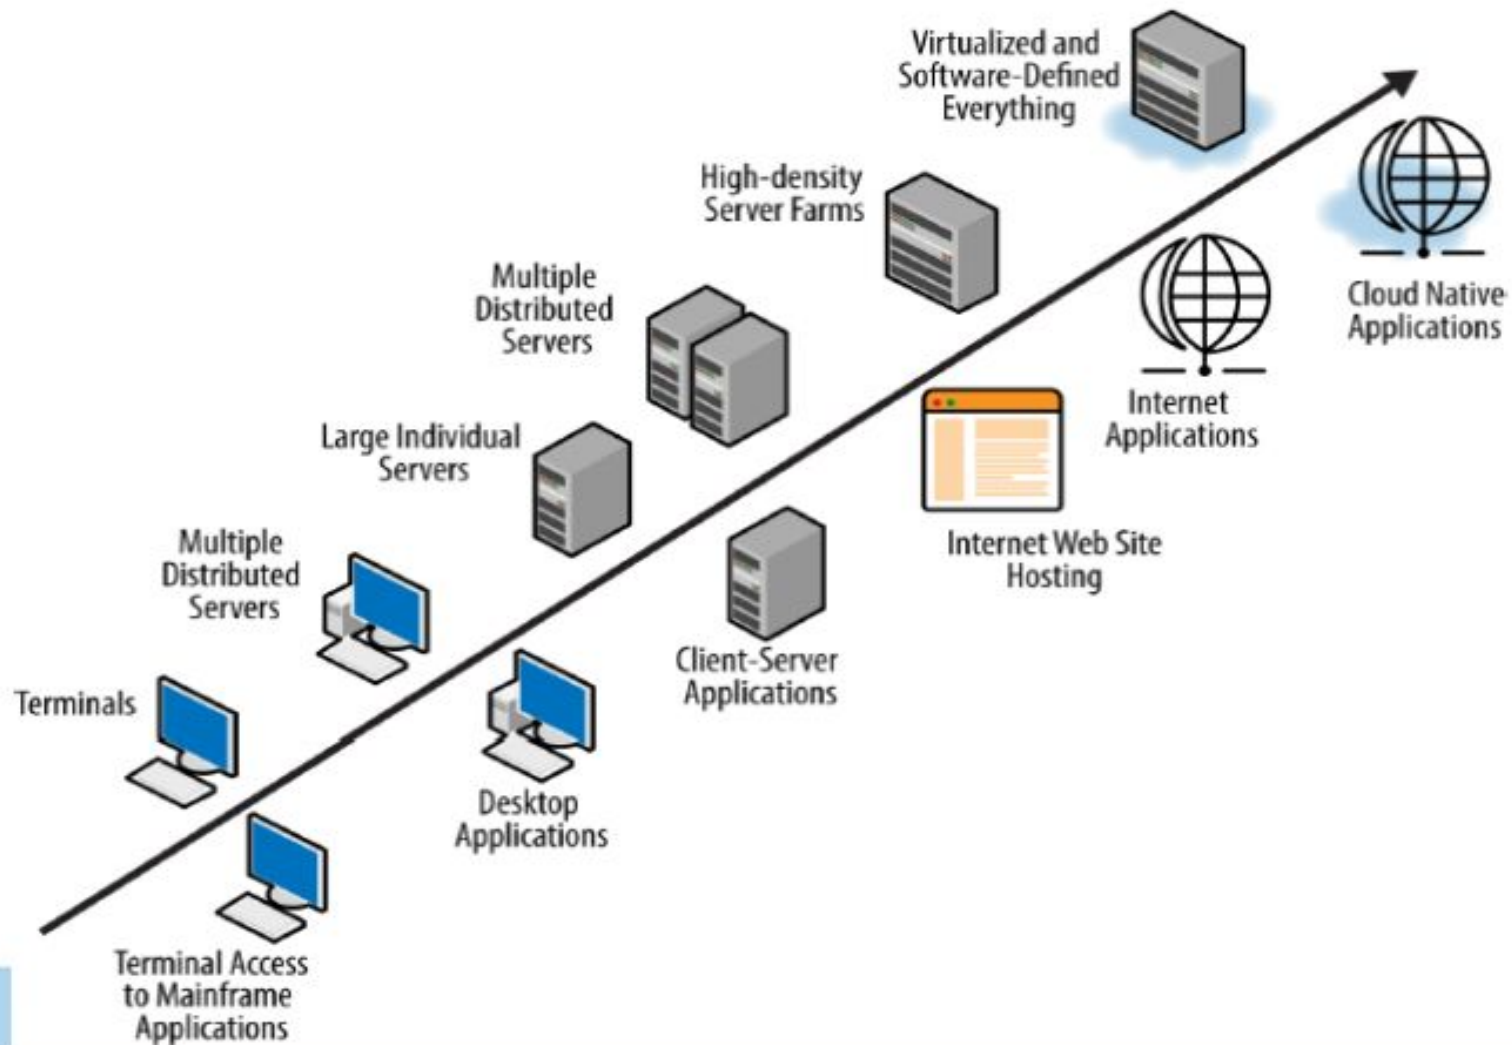 Virtualized and
Software-Defined
Everything
High-density
Server Farms
Multiple
Distributed
Servers
Large Individual
Servers
Multiple
Distributed
Servers
Terminals
Cloud Native
Applications
Internet
Applications
Internet Web Site
Hosting
Client-Server
Applications
Desktop
Applications
Terminal Access
to Mainframe
Applications